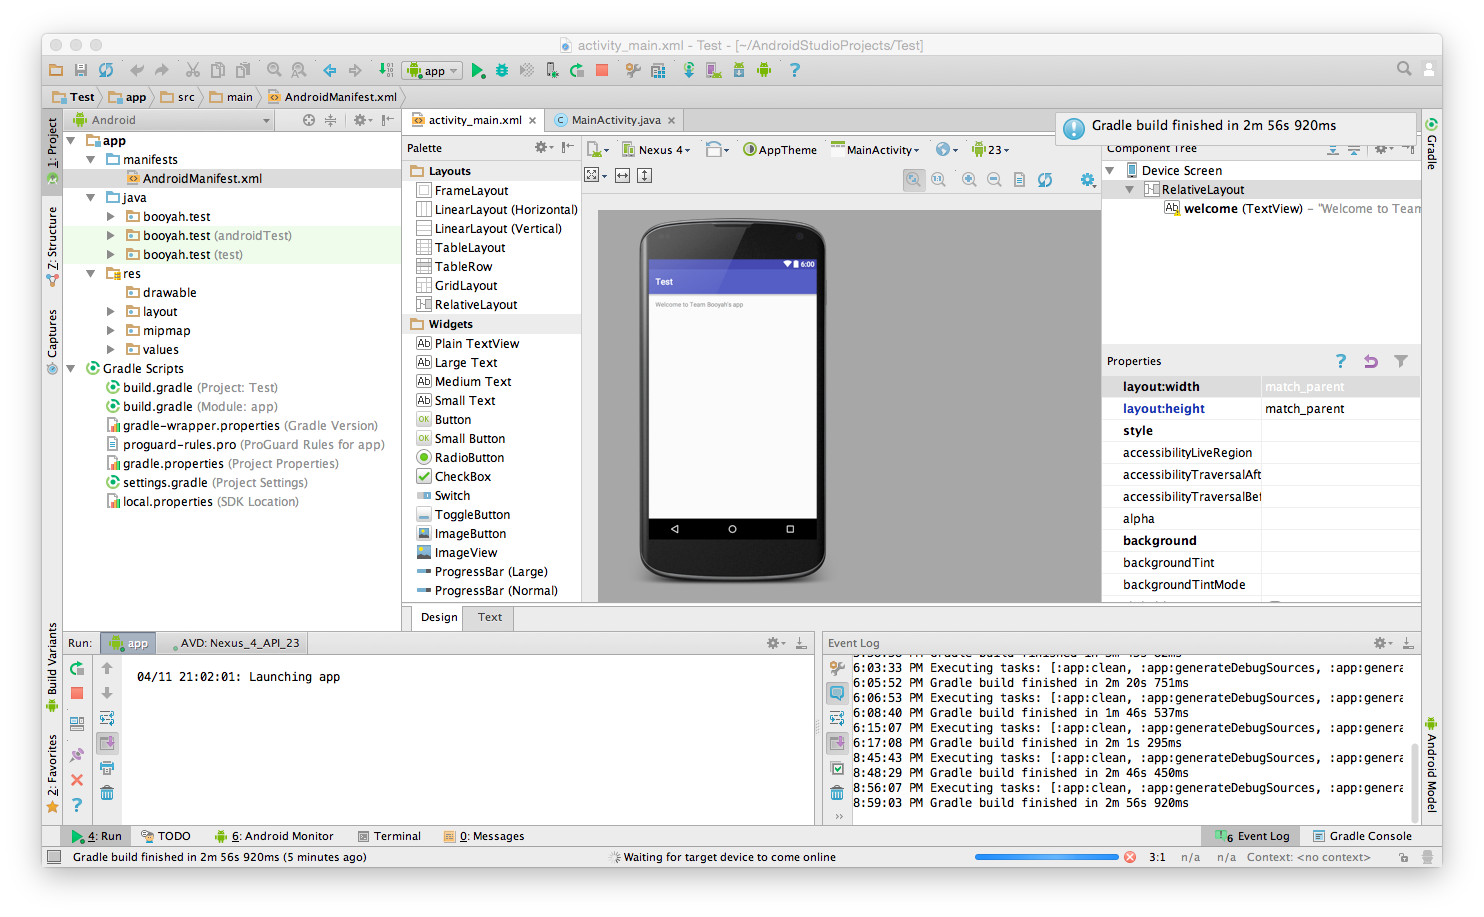 activity_main.xml - Test - [~/AndroidStudioProjects/Test]
app
Test app src main AndroidManifest.xml
1: Project
Z: Structure
Captures
Build Variants
2: Favorites
Android
app
manifests
AndroidManifest.xml
java
booyah.test
booyah.test (androidTest)
booyah.test (test)
res
drawable
layout
mipmap
values
Gradle Scripts
build.gradle (Project: Test)
build.gradle (Module: app)
gradle-wrapper.properties (Gradle Version)
proguard-rules.pro (ProGuard Rules for app)
gradle.properties (Project Properties)
settings.gradle (Project Settings)
local.properties (SDK Location)
activity_main.xml MainActivity.java
Palette
Layouts
FrameLayout
LinearLayout (Horizontal)
LinearLayout (Vertical)
TableLayout
TableRow
GridLayout
RelativeLayout
Widgets
Plain TextView
Large Text
Medium Text
Small Text
Button
Small Button
RadioButton
CheckBox
Switch
ToggleButton
ImageButton
ImageView
ProgressBar (Large)
ProgressBar (Normal)
Design Text
Nexus 4 AppTheme MainActivity 23
6:00
Test
Welcome to Team Booyah's app
Gradle build finished in 2m 56s 920ms
Component Tree
Device Screen
RelativeLayout
welcome (TextView) – "Welcome to Team
Properties
layout:width match_parent
layout:height match_parent
style
accessibilityLiveRegion
accessibilityTraversalAft
accessibilityTraversalBef
alpha
background
backgroundTint
backgroundTintMode
Gradle
Android Model
Run: app AVD: Nexus_4_API_23
04/11 21:02:01: Launching app
Event Log
6:03:33 PM Executing tasks: [:app:clean, :app:generateDebugSources, :app:genera
6:05:52 PM Gradle build finished in 2m 20s 751ms
6:06:53 PM Executing tasks: [:app:clean, :app:generateDebugSources, :app:genera
6:08:40 PM Gradle build finished in 1m 46s 537ms
6:15:07 PM Executing tasks: [:app:clean, :app:generateDebugSources, :app:genera
6:17:08 PM Gradle build finished in 2m 1s 295ms
8:45:43 PM Executing tasks: [:app:clean, :app:generateDebugSources, :app:genera
8:48:29 PM Gradle build finished in 2m 46s 450ms
8:56:07 PM Executing tasks: [:app:clean, :app:generateDebugSources, :app:genera
8:59:03 PM Gradle build finished in 2m 56s 920ms
4: Run TODO 6: Android Monitor Terminal 0: Messages 6 Event Log Gradle Console
Gradle build finished in 2m 56s 920ms (5 minutes ago) Waiting for target device to come online 3:1 n/a n/a Context: <no context>